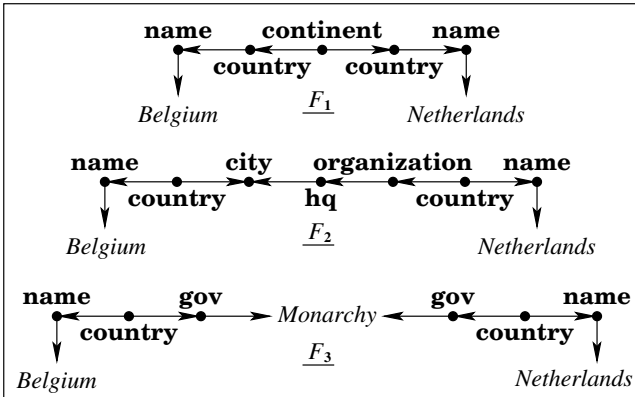 name continent name
country country
Belgium F1 Netherlands
name city organization name
country hq country
Belgium F2 Netherlands
name gov gov name
country Monarchy country
Belgium F3 Netherlands